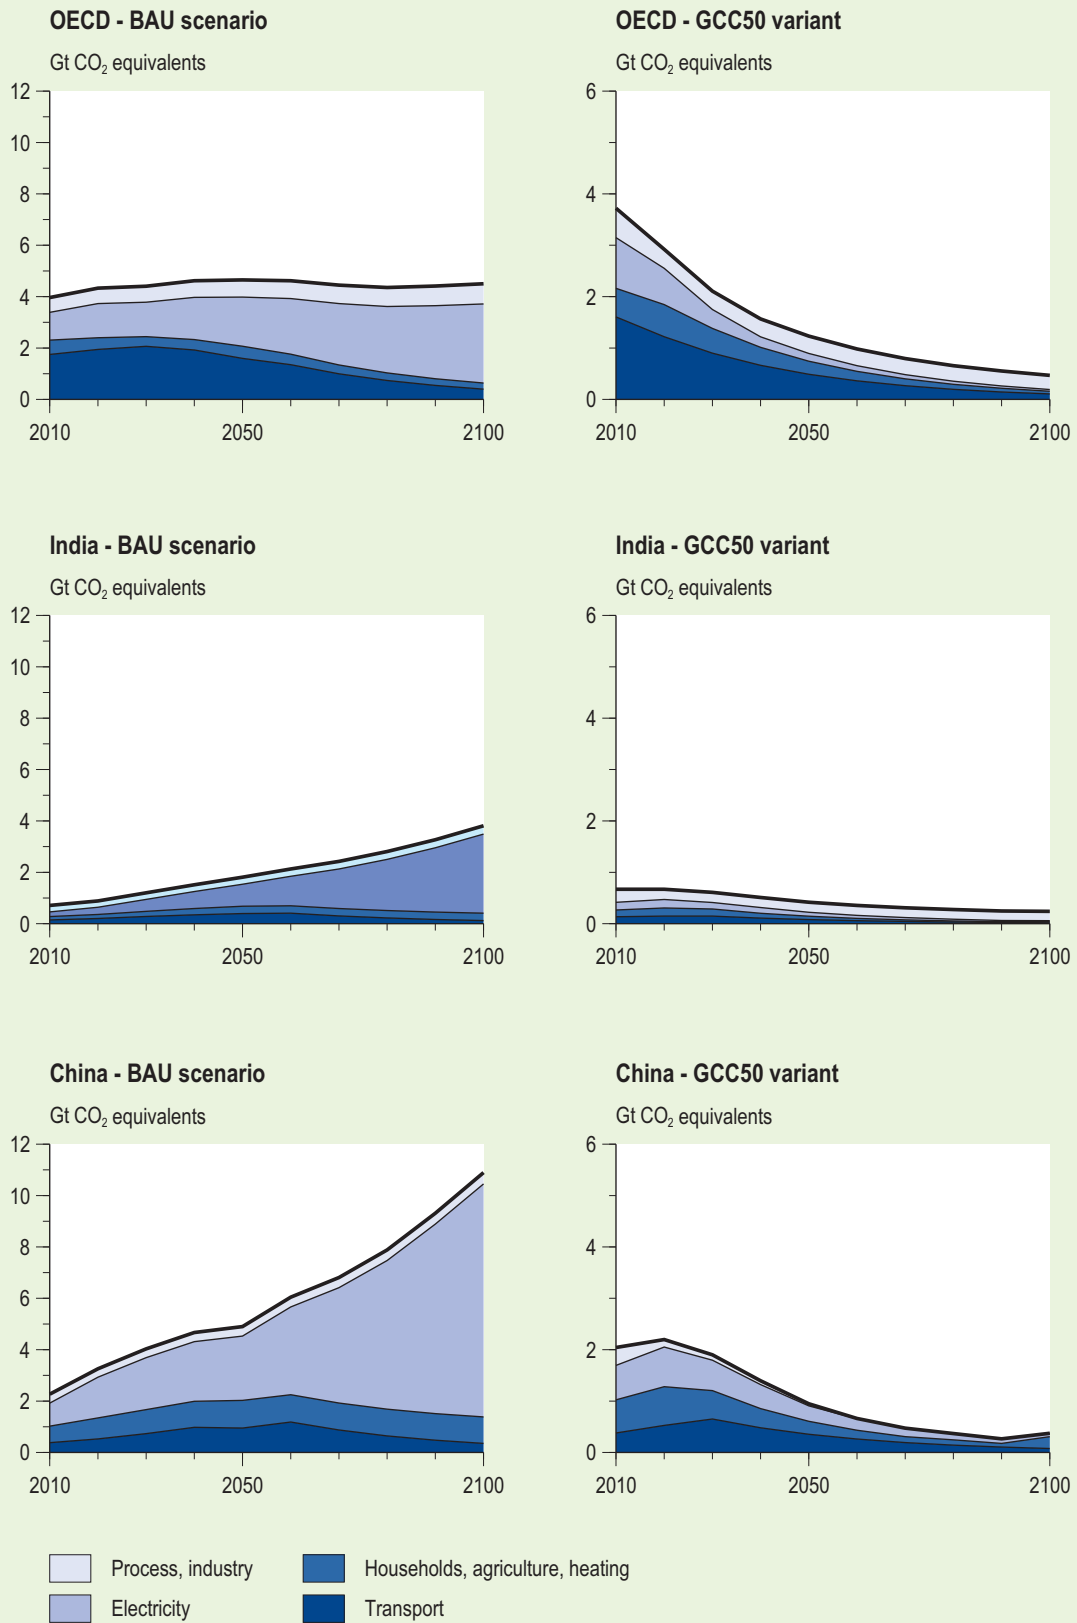 OECD - BAU scenario
Gt CO₂ equivalents
12
10
8
6
4
2
0
2010 2050 2100
OECD - GCC50 variant
Gt CO₂ equivalents
6
4
2
0
2010 2050 2100
India - BAU scenario
Gt CO₂ equivalents
12
10
8
6
4
2
0
2010 2050 2100
India - GCC50 variant
Gt CO₂ equivalents
6
4
2
0
2010 2050 2100
China - BAU scenario
Gt CO₂ equivalents
12
10
8
6
4
2
0
2010 2050 2100
China - GCC50 variant
Gt CO₂ equivalents
6
4
2
0
2010 2050 2100
Process, industry
Households, agriculture, heating
Electricity
Transport